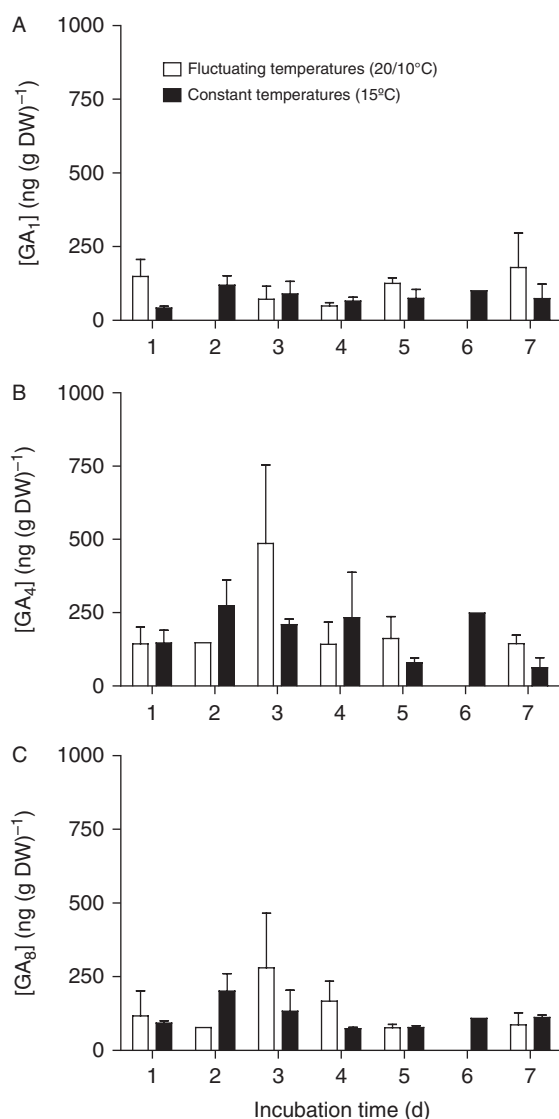 A
1000
750
500
250
0
[GA₁] (ng (g DW)⁻¹)
Fluctuating temperatures (20/10°C)
Constant temperatures (15ºC)
1 2 3 4 5 6 7
B
1000
750
500
250
0
[GA₄] (ng (g DW)⁻¹)
1 2 3 4 5 6 7
C
1000
750
500
250
0
[GA₈] (ng (g DW)⁻¹)
1 2 3 4 5 6 7
Incubation time (d)